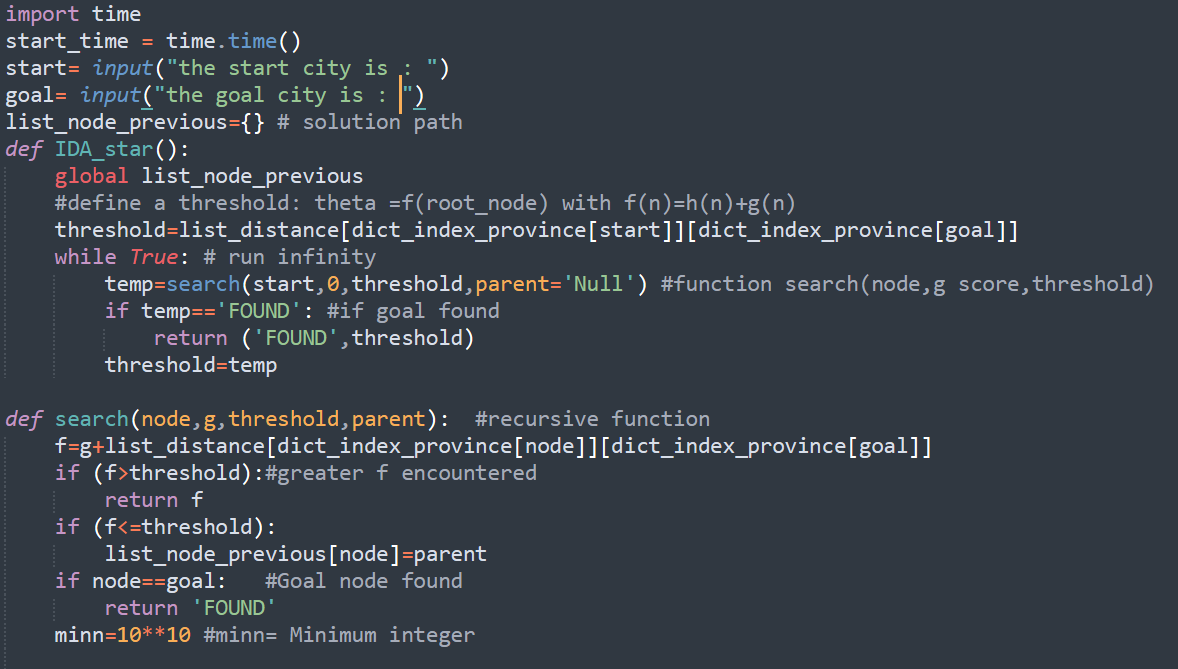 import time
start_time = time.time()
start= input("the start city is : ")
goal= input("the goal city is : ")
list_node_previous={} # solution path
def IDA_star():
    global list_node_previous
    #define a threshold: theta =f(root_node) with f(n)=h(n)+g(n)
    threshold=list_distance[dict_index_province[start]][dict_index_province[goal]]
    while True: # run infinity
        temp=search(start,0,threshold,parent='Null') #function search(node,g score,threshold)
        if temp=='FOUND': #if goal found
            return ('FOUND',threshold)
        threshold=temp

def search(node,g,threshold,parent):  #recursive function
    f=g+list_distance[dict_index_province[node]][dict_index_province[goal]]
    if (f>threshold):#greater f encountered
        return f
    if (f<=threshold):
        list_node_previous[node]=parent
    if node==goal:   #Goal node found
        return 'FOUND'
    minn=10**10 #minn= Minimum integer